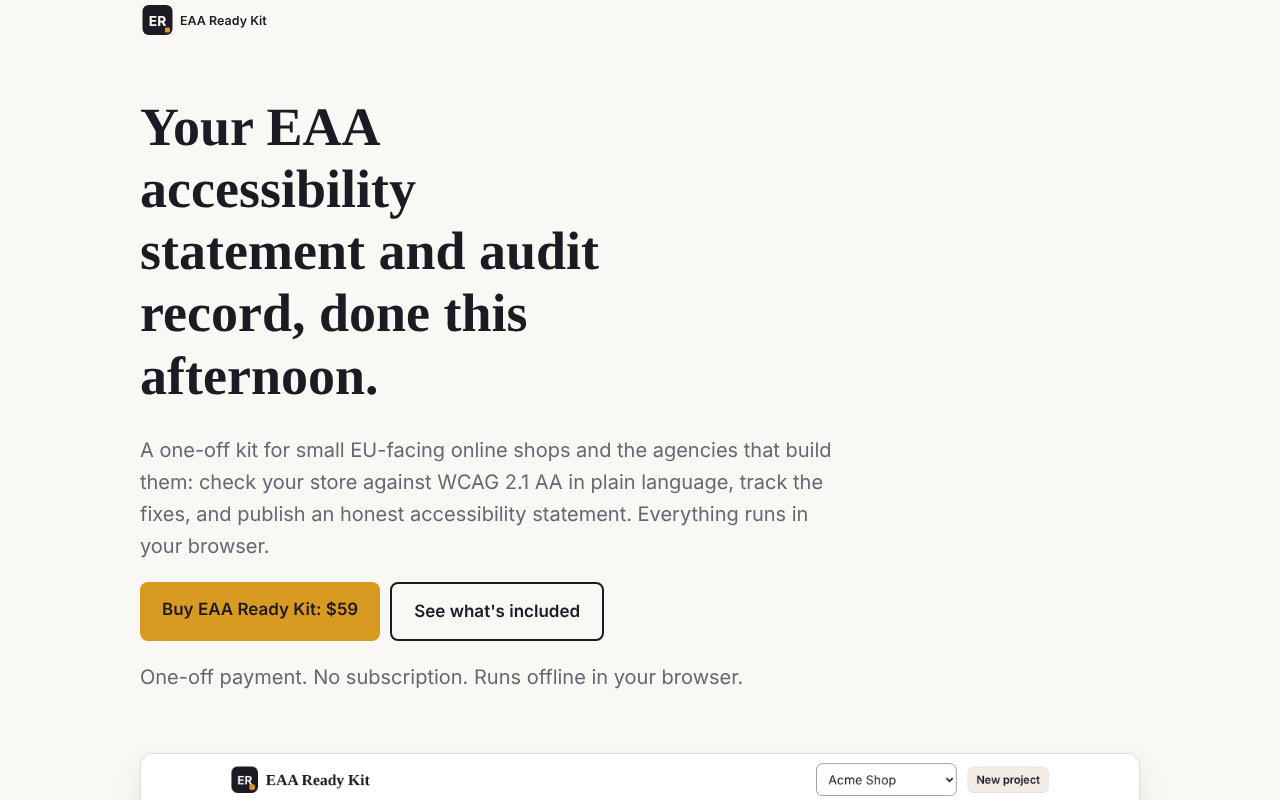 ER EAA Ready Kit
Your EAA
accessibility
statement and audit
record, done this
afternoon.
A one-off kit for small EU-facing online shops and the agencies that build
them: check your store against WCAG 2.1 AA in plain language, track the
fixes, and publish an honest accessibility statement. Everything runs in
your browser.
Buy EAA Ready Kit: $59 See what's included
One-off payment. No subscription. Runs offline in your browser.
ER EAA Ready Kit Acme Shop New project